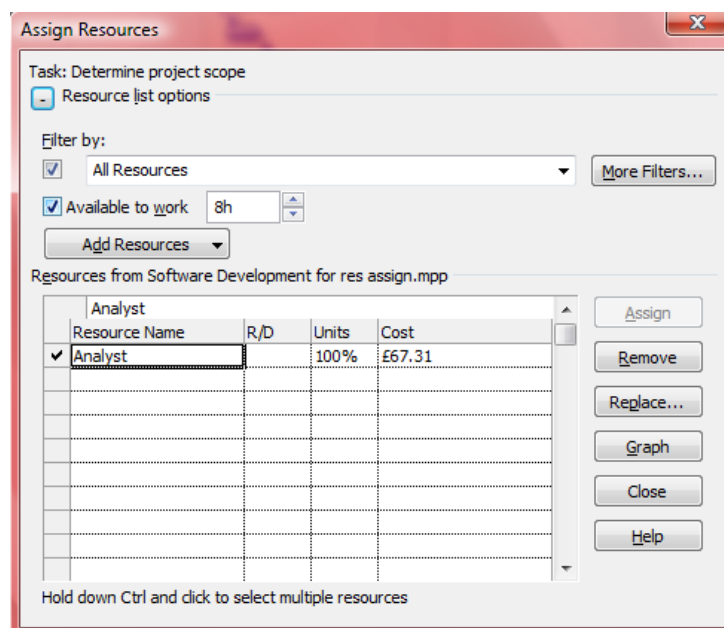 Assign Resources
Task: Determine project scope
- Resource list options
Filter by:
All Resources More Filters...
Available to work 8h
Add Resources
Resources from Software Development for res assign.mpp
Analyst Assign
Resource Name R/D Units Cost
Analyst 100% £67.31 Remove
Replace...
Graph
Close
Help
Hold down Ctrl and click to select multiple resources